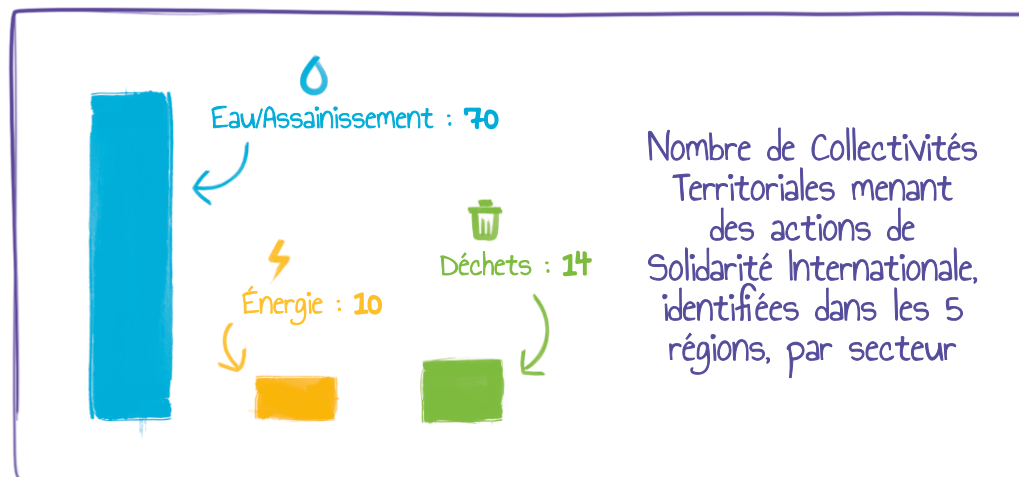 Eau/Assainissement : 70
Énergie : 10
Déchets : 14
Nombre de Collectivités
Territoriales menant
des actions de
Solidarité Internationale,
identifiées dans les 5
régions, par secteur